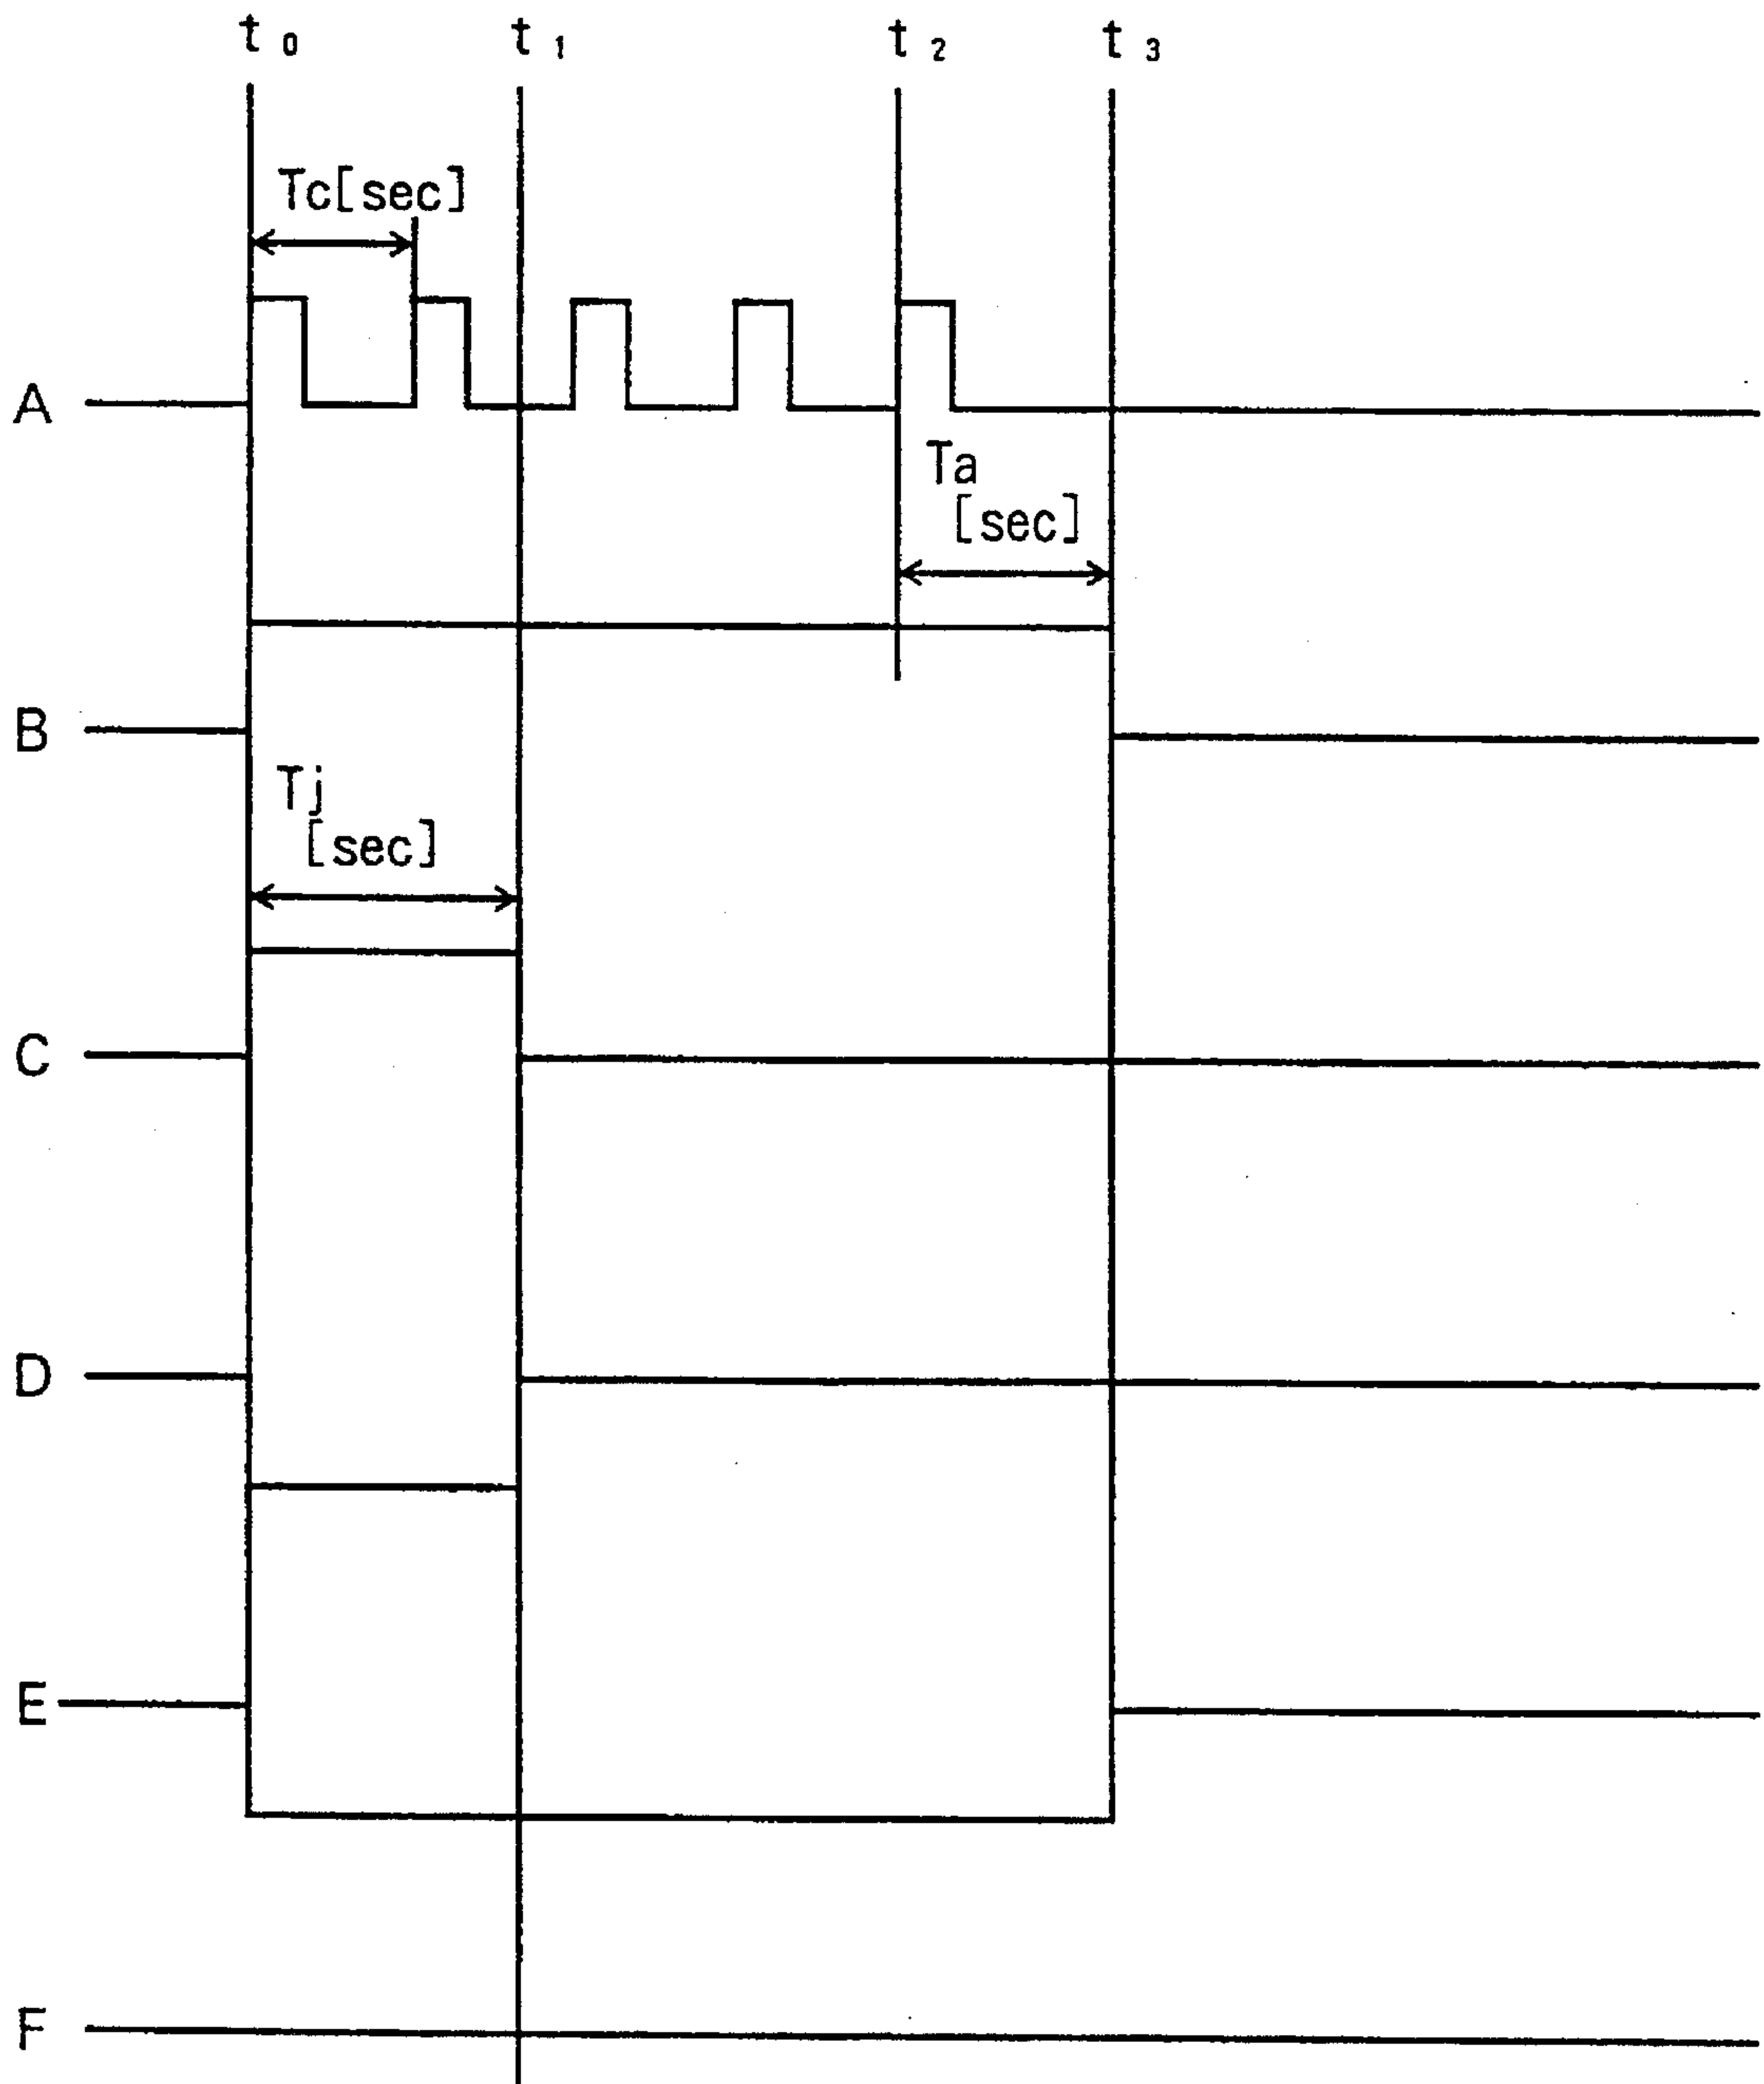 t₀ t₁ t₂ t₃
Tc[sec]
A
Ta
[sec]
B
Tj
[sec]
C
D
E
F